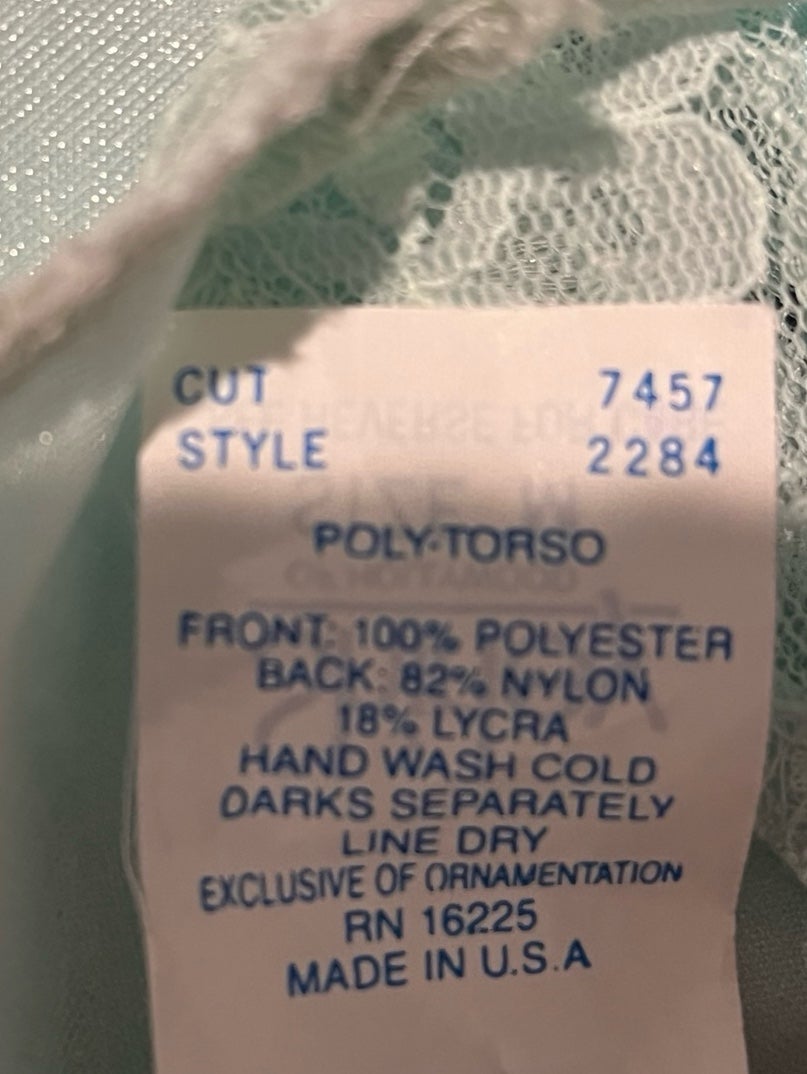 CUT 7457
STYLE 2284
POLY-TORSO
FRONT: 100% POLYESTER
BACK: 82% NYLON
18% LYCRA
HAND WASH COLD
DARKS SEPARATELY
LINE DRY
EXCLUSIVE OF ORNAMENTATION
RN 16225
MADE IN U.S.A